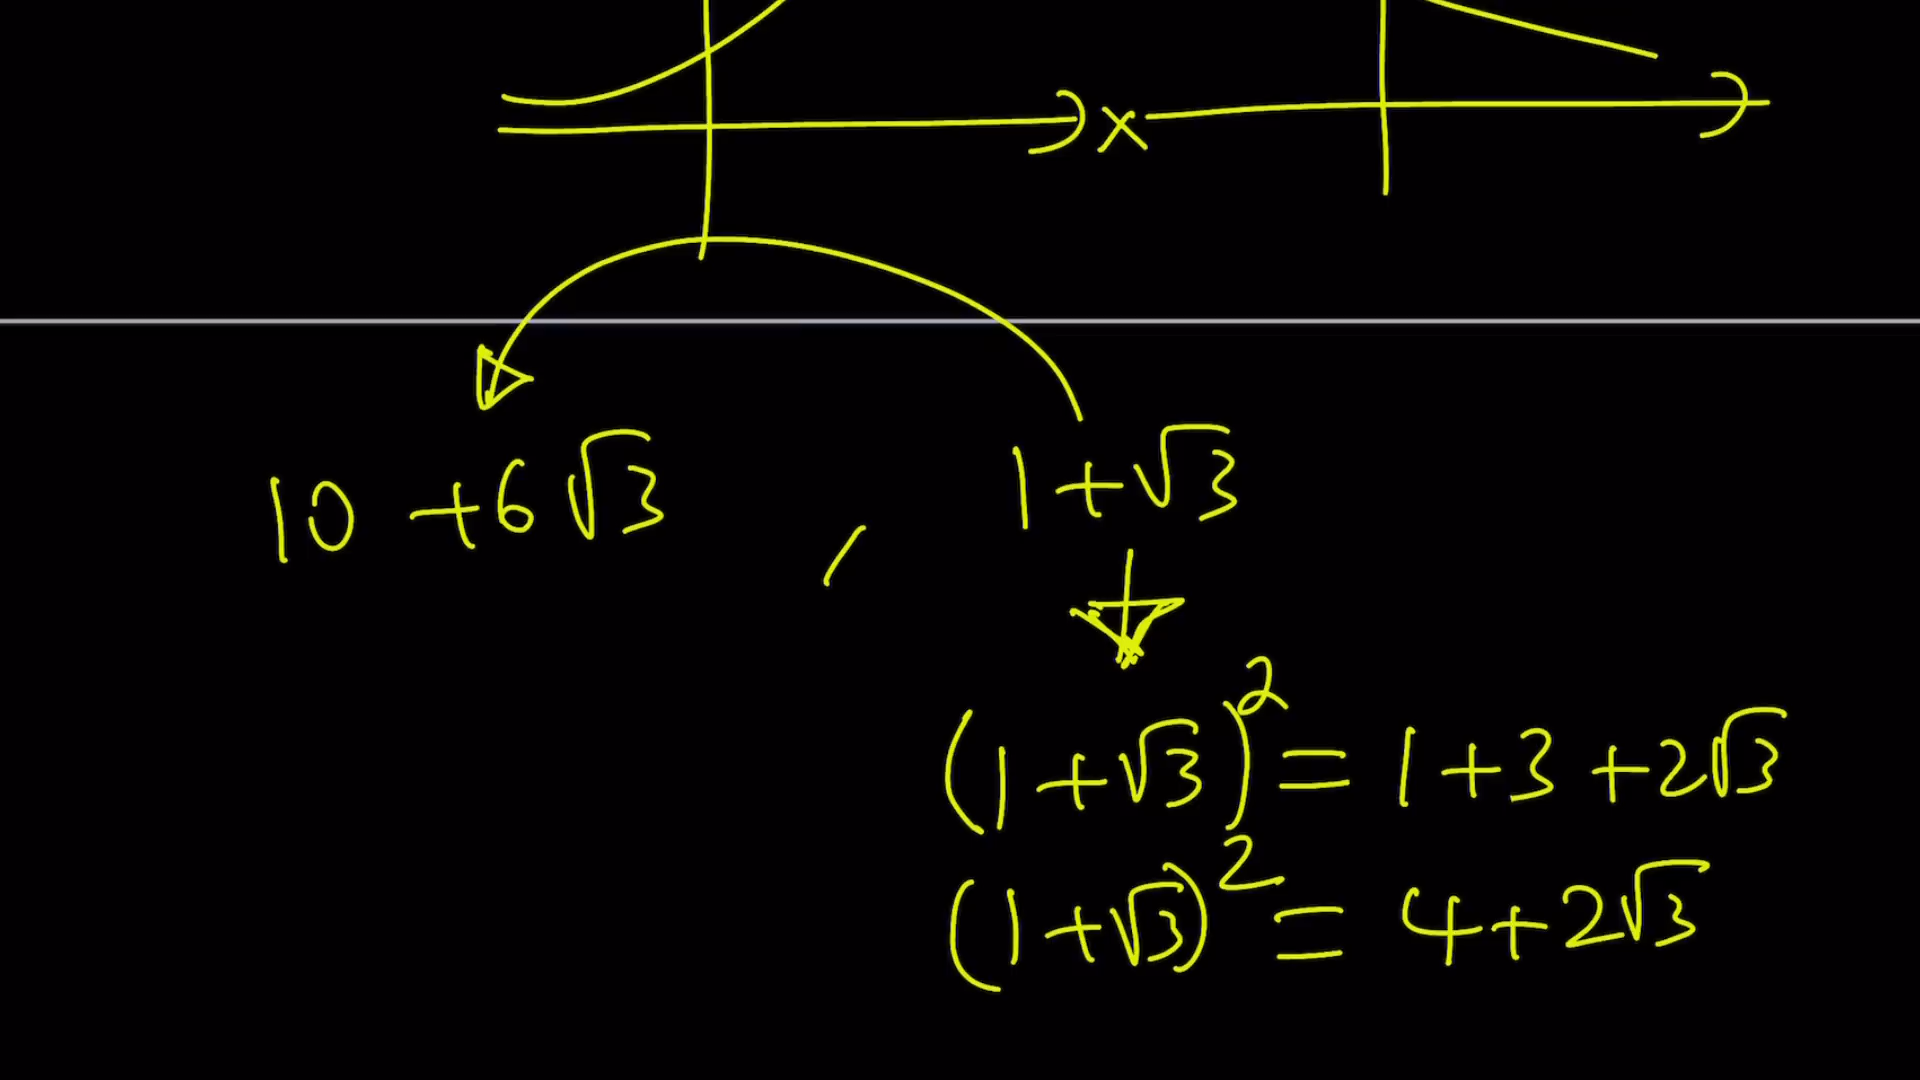 x
10 + 6√3 , 1 + √3
(1 + √3)² = 1 + 3 + 2√3
(1 + √3)² = 4 + 2√3